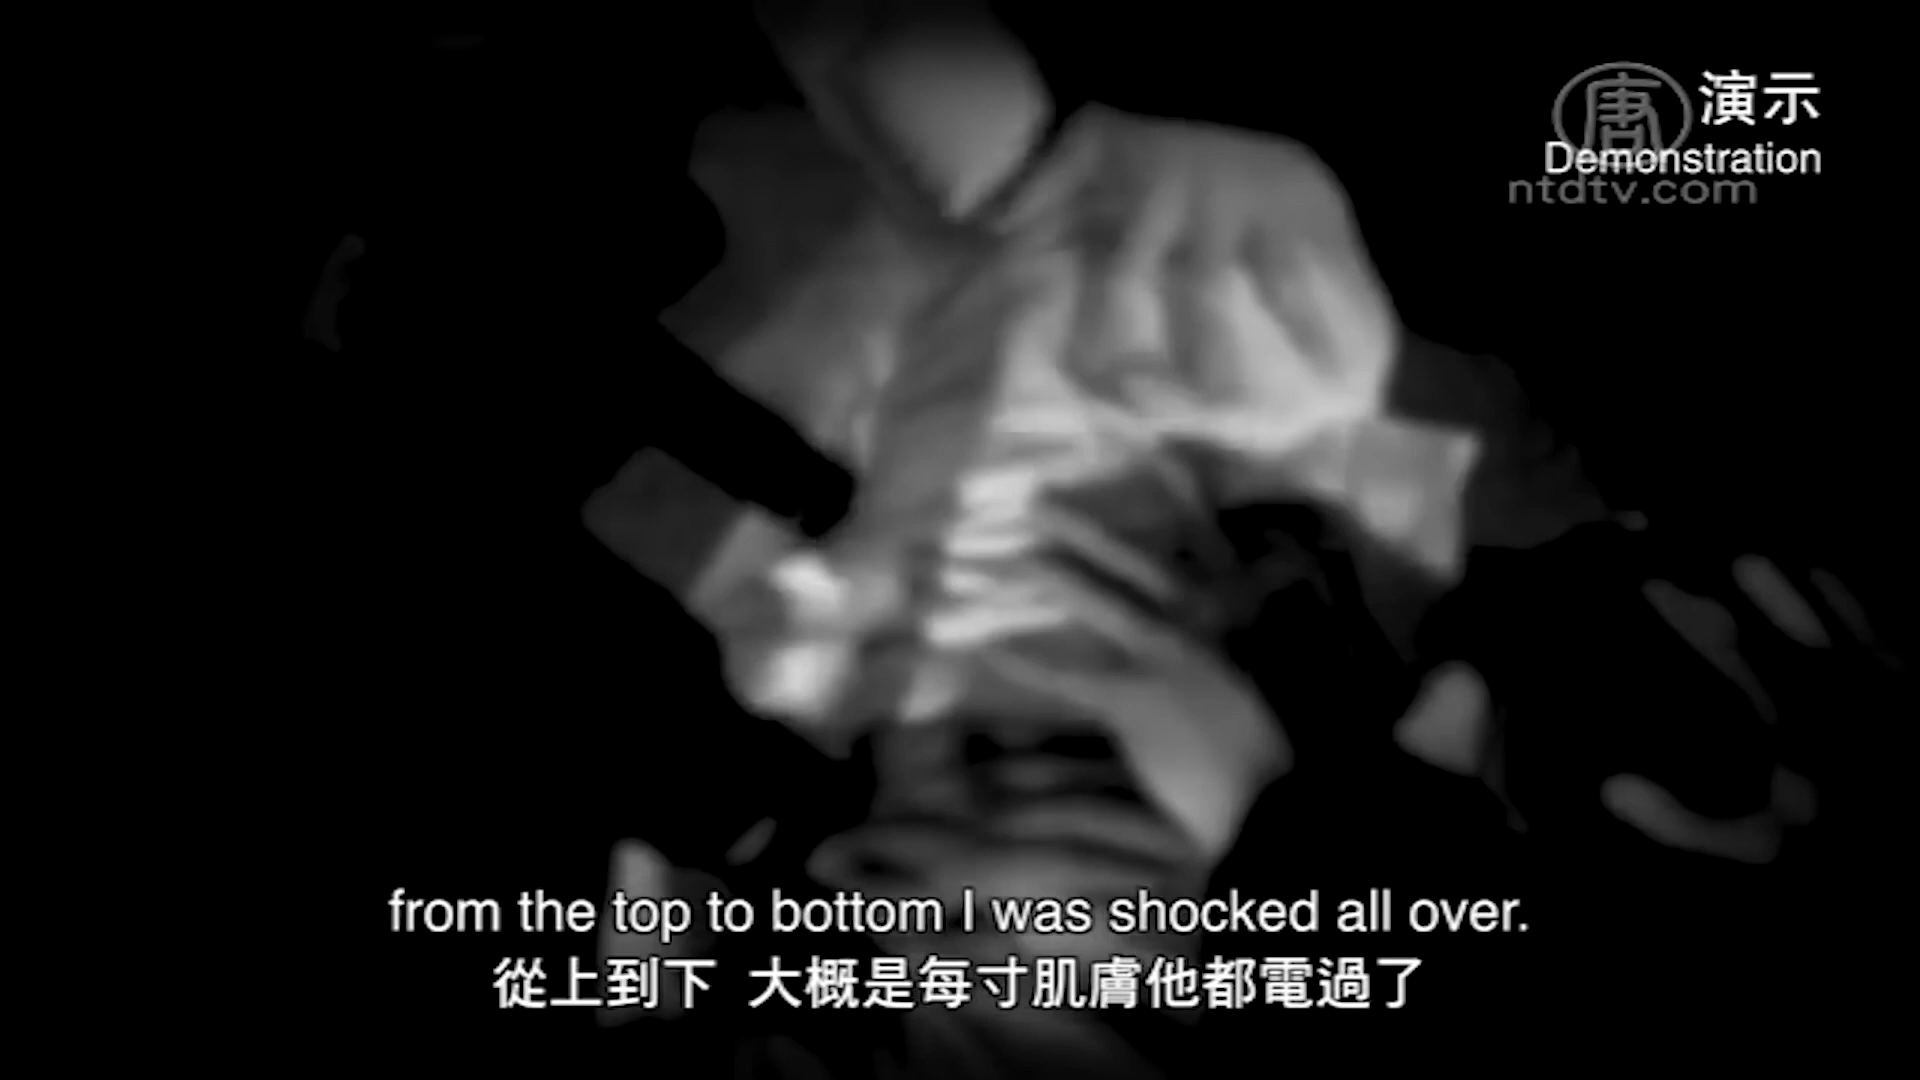 唐
演示
Demonstration
ntdtv.com
from the top to bottom I was shocked all over.
從上到下 大概是每寸肌膚他都電過了